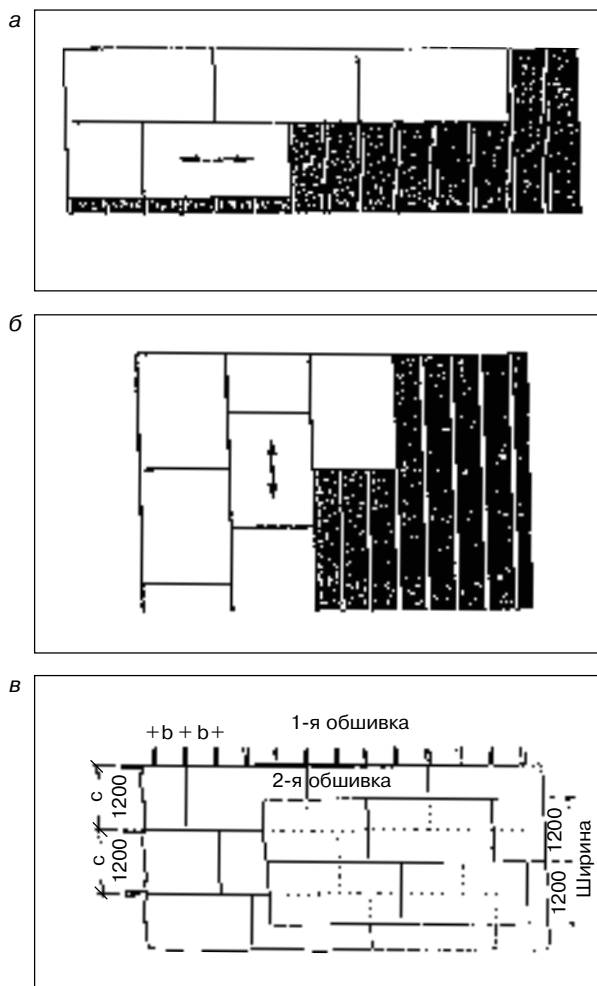 а
б
в
+b + b+
1-я обшивка
2-я обшивка
с
1200
с
1200
1200
1200
Ширина